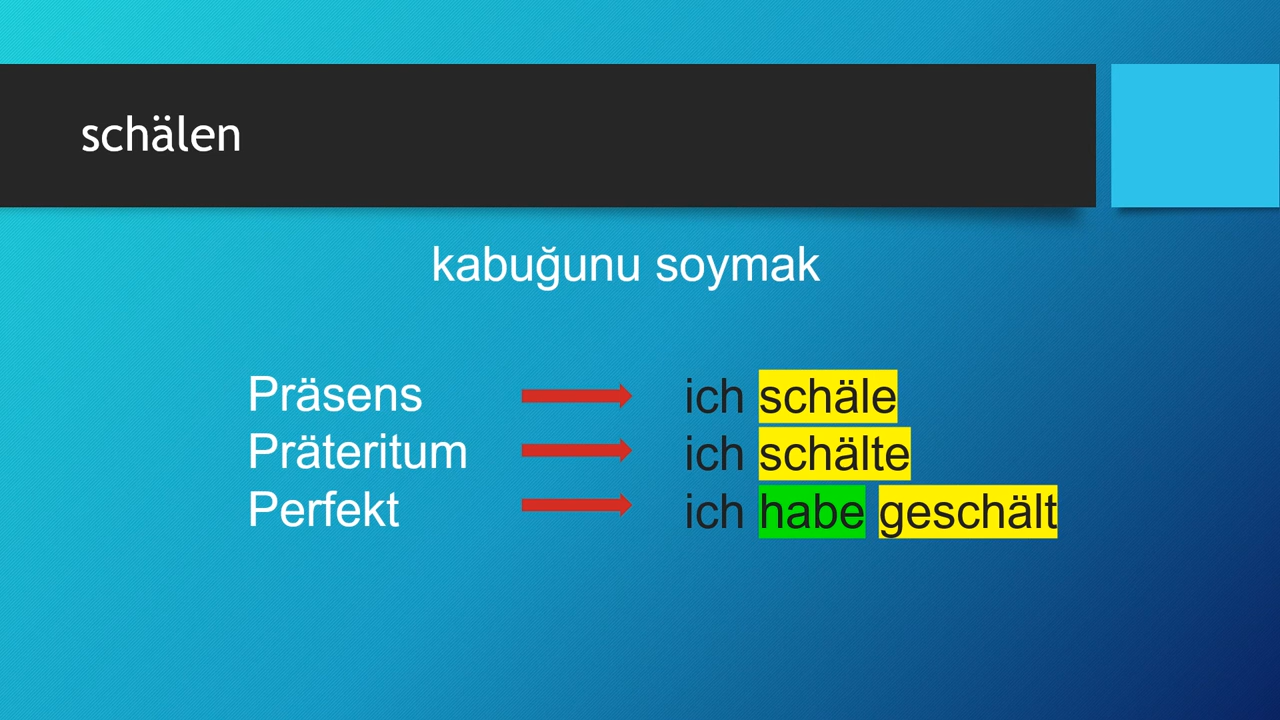 schälen
kabuğunu soymak
Präsens ich schäle
Präteritum ich schälte
Perfekt ich habe geschält